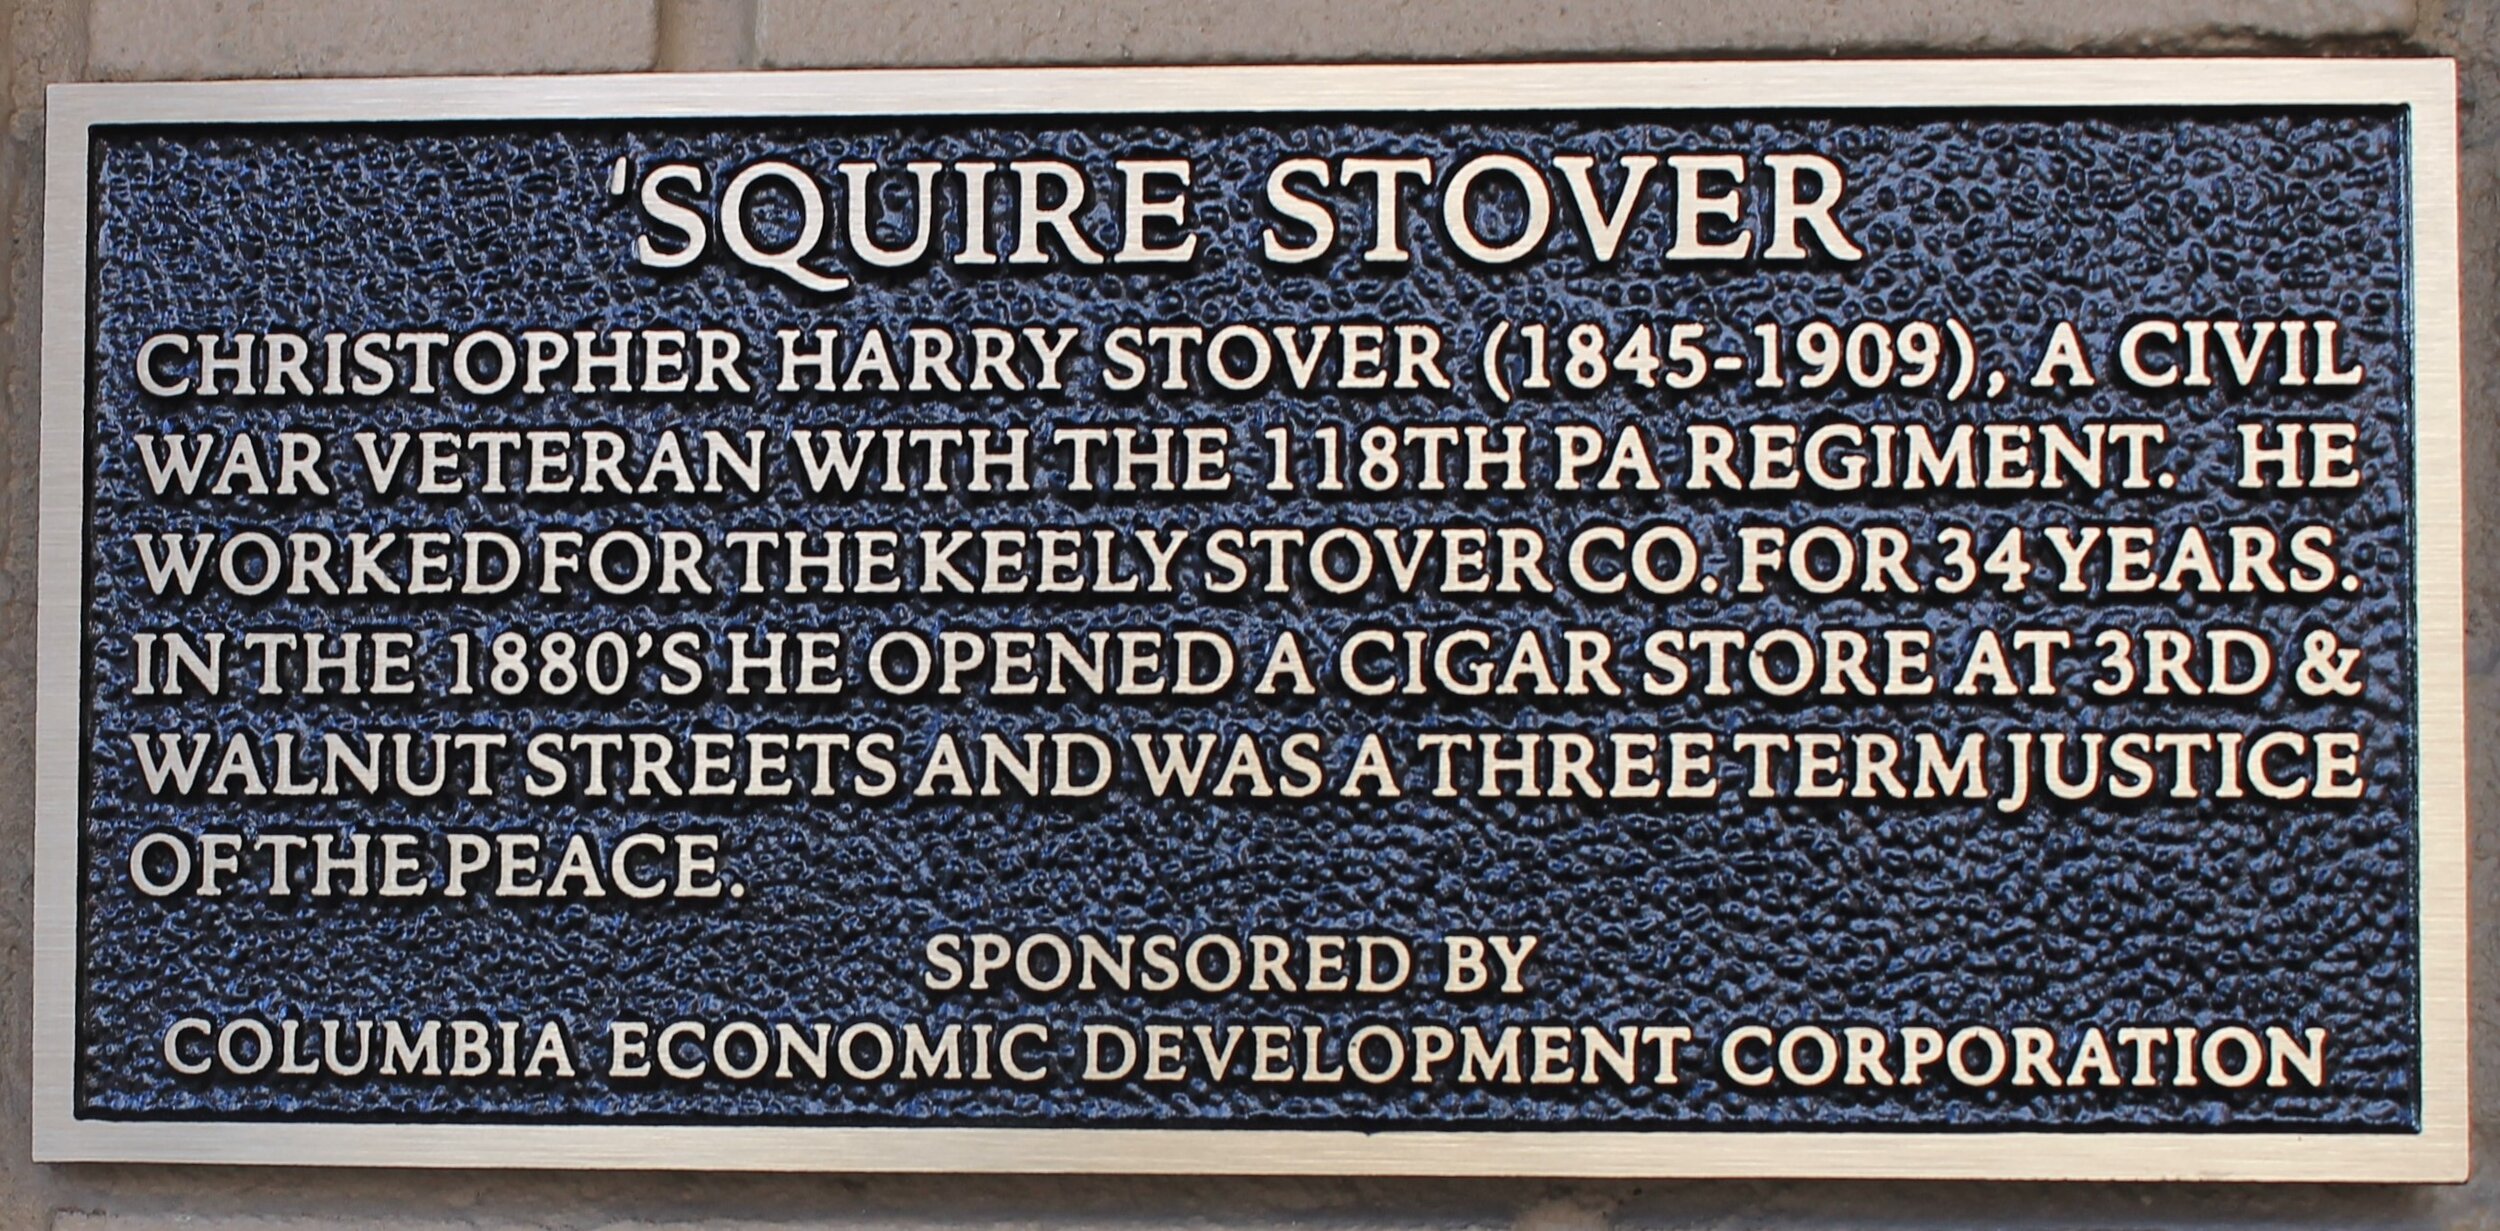 'SQUIRE STOVER
CHRISTOPHER HARRY STOVER (1845-1909), A CIVIL
WAR VETERAN WITH THE 118TH PA REGIMENT. HE
WORKED FOR THE KEELY STOVER CO. FOR 34 YEARS.
IN THE 1880'S HE OPENED A CIGAR STORE AT 3RD &
WALNUT STREETS AND WAS A THREE TERM JUSTICE
OF THE PEACE.
SPONSORED BY
COLUMBIA ECONOMIC DEVELOPMENT CORPORATION